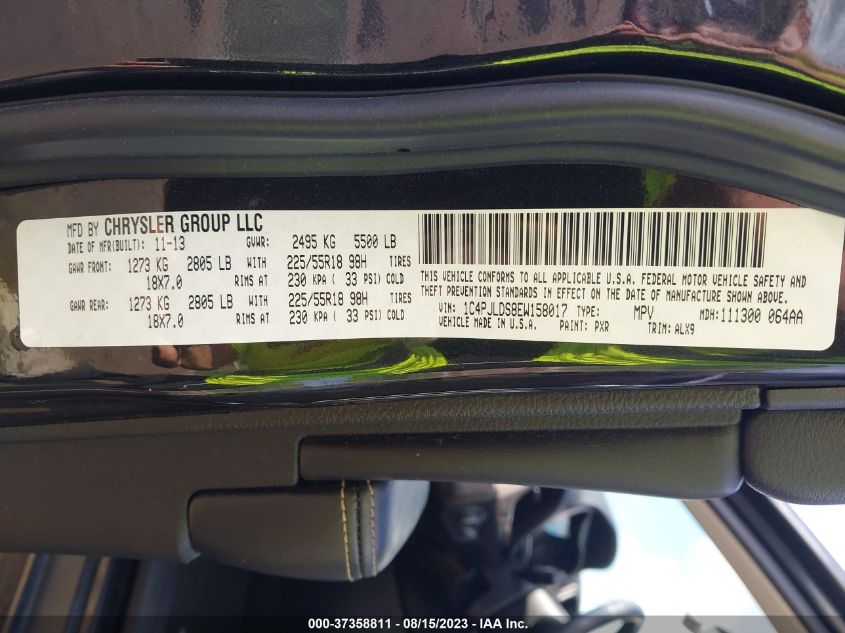 MFD BY CHRYSLER GROUP LLC
DATE OF MFR(BUILT): 11-13 GVWR: 2495 KG 5500 LB
GAWR FRONT: 1273 KG 2805 LB WITH 225/55R18 98H TIRES
18X7.0 RIMS AT 230 KPA ( 33 PSI) COLD
GAWR REAR: 1273 KG 2805 LB WITH 225/55R18 98H TIRES
18X7.0 RIMS AT 230 KPA ( 33 PSI) COLD
THIS VEHICLE CONFORMS TO ALL APPLICABLE U.S.A. FEDERAL MOTOR VEHICLE SAFETY AND
THEFT PREVENTION STANDARDS IN EFFECT ON THE DATE OF MANUFACTURE SHOWN ABOVE.
VIN: 1C4PJLDS8EW158017 TYPE: MPV MDH: 111300 064AA
VEHICLE MADE IN U.S.A. PAINT: PXR TRIM: ALX9
000-37358811 - 08/15/2023 - IAA Inc.